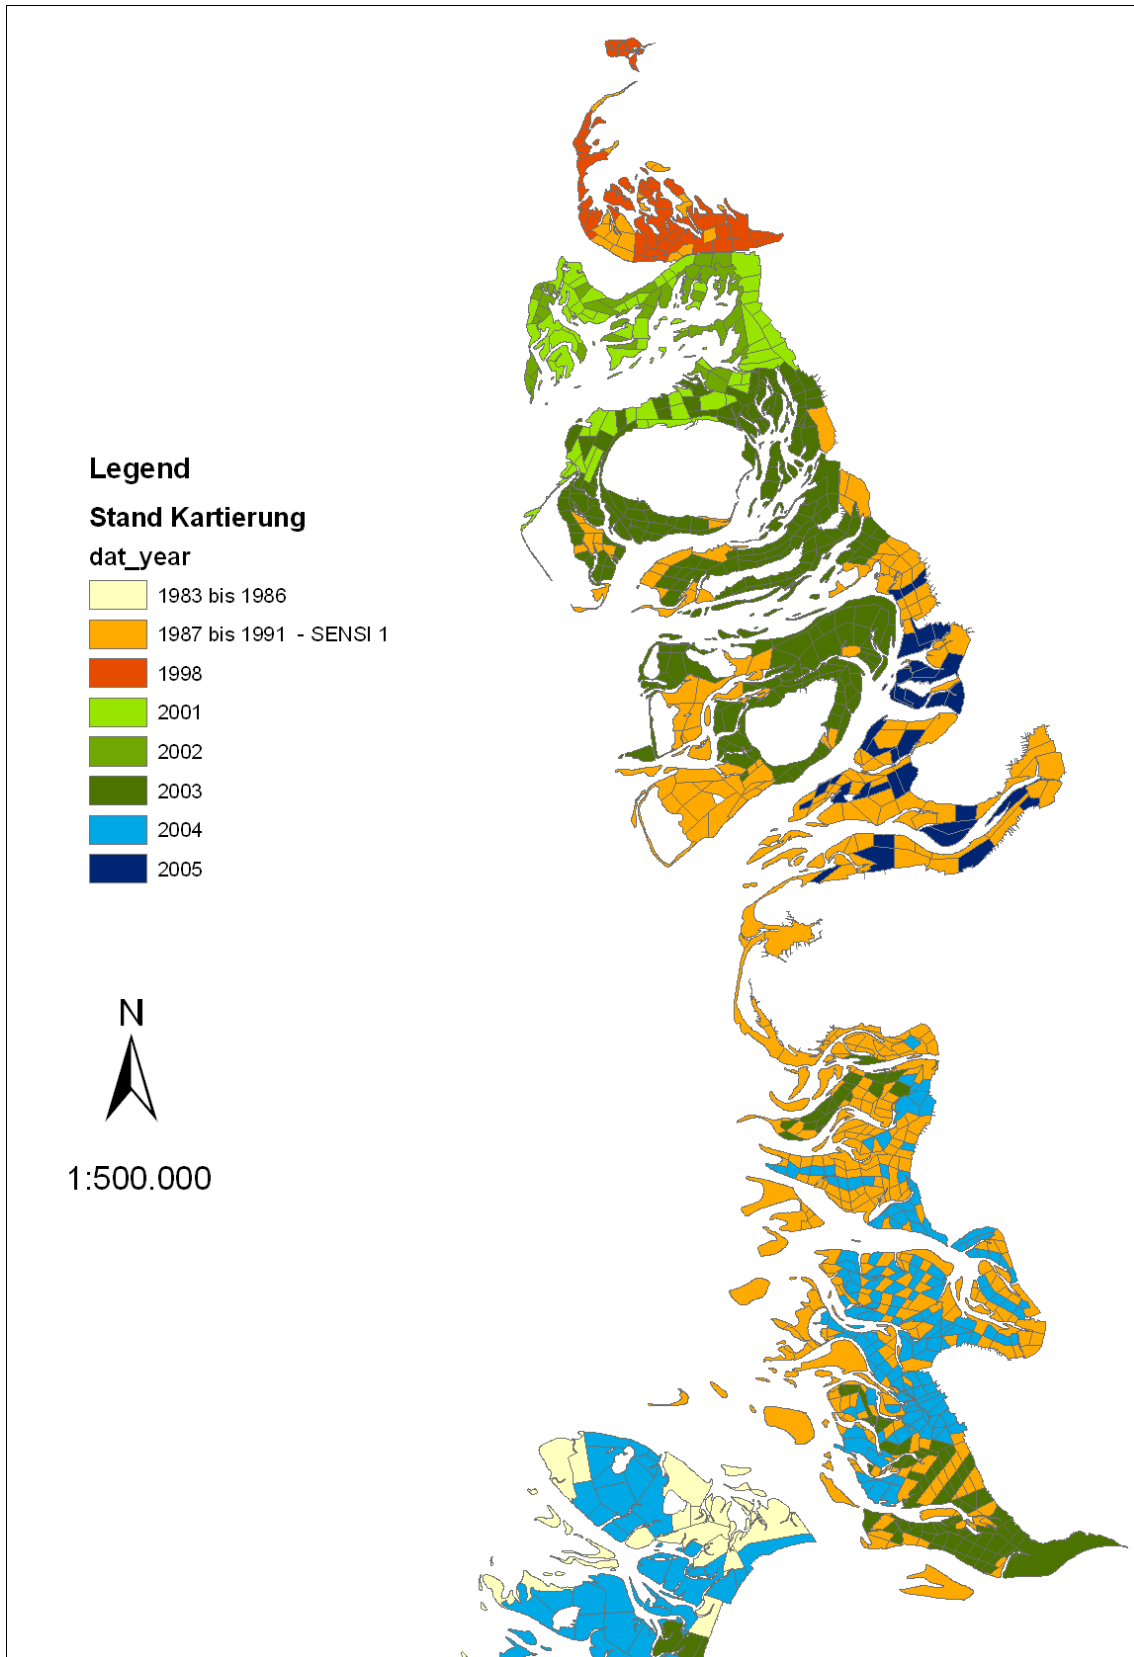 Legend
Stand Kartierung
dat_year
1983 bis 1986
1987 bis 1991 - SENSI 1
1998
2001
2002
2003
2004
2005
N
1:500.000